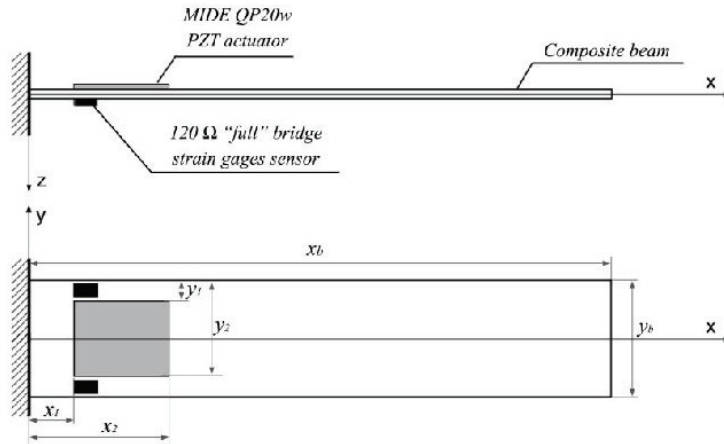 MIDE QP20w
PZT actuator
Composite beam
x
120 Ω "full" bridge
strain gages sensor
z
y
x_b
y_1
y_2
y_b
x
x_1
x_2